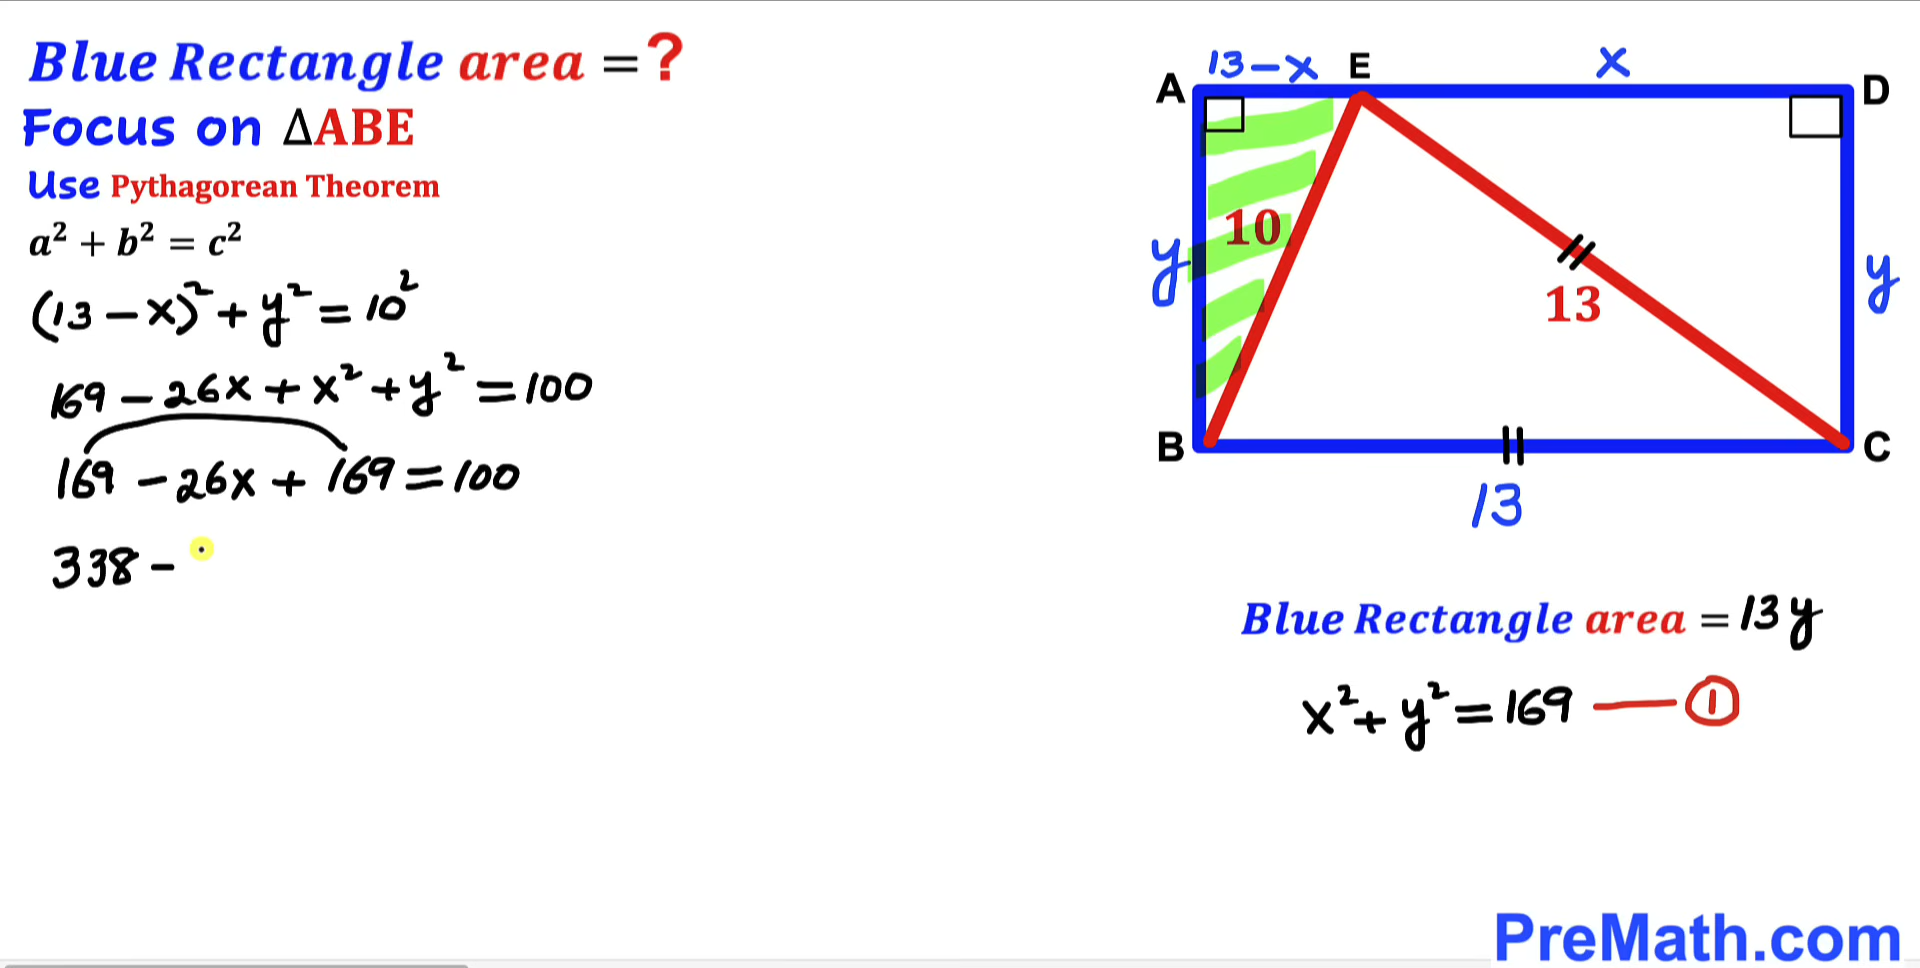 Blue Rectangle area = ?
Focus on ΔABE
Use Pythagorean Theorem
a² + b² = c²
(13 − x)² + y² = 10²
169 − 26x + x² + y² = 100
169 − 26x + 169 = 100
338 −
13 − x E x
A D
10
y y
13
B C
13
Blue Rectangle area = 13y
x² + y² = 169 — ①
PreMath.com